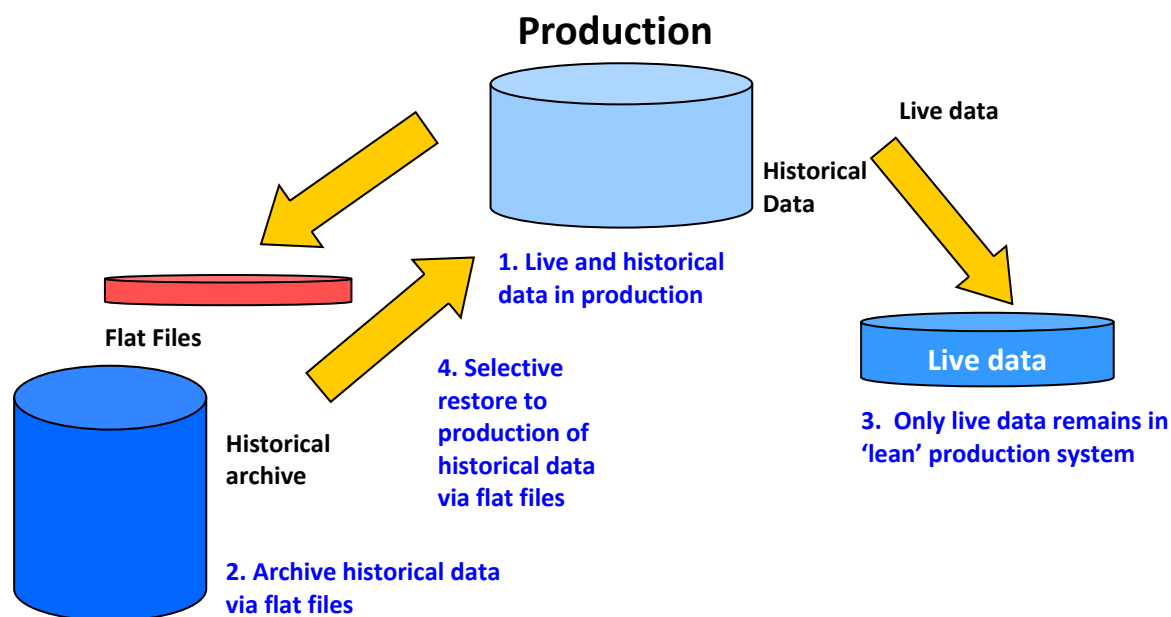 Production
Live data
Historical
Data
1. Live and historical
data in production
Flat Files
Live data
4. Selective
restore to
production of
historical data
via flat files
3.  Only live data remains in
‘lean’ production system
Historical
archive
2. Archive historical data
via flat files